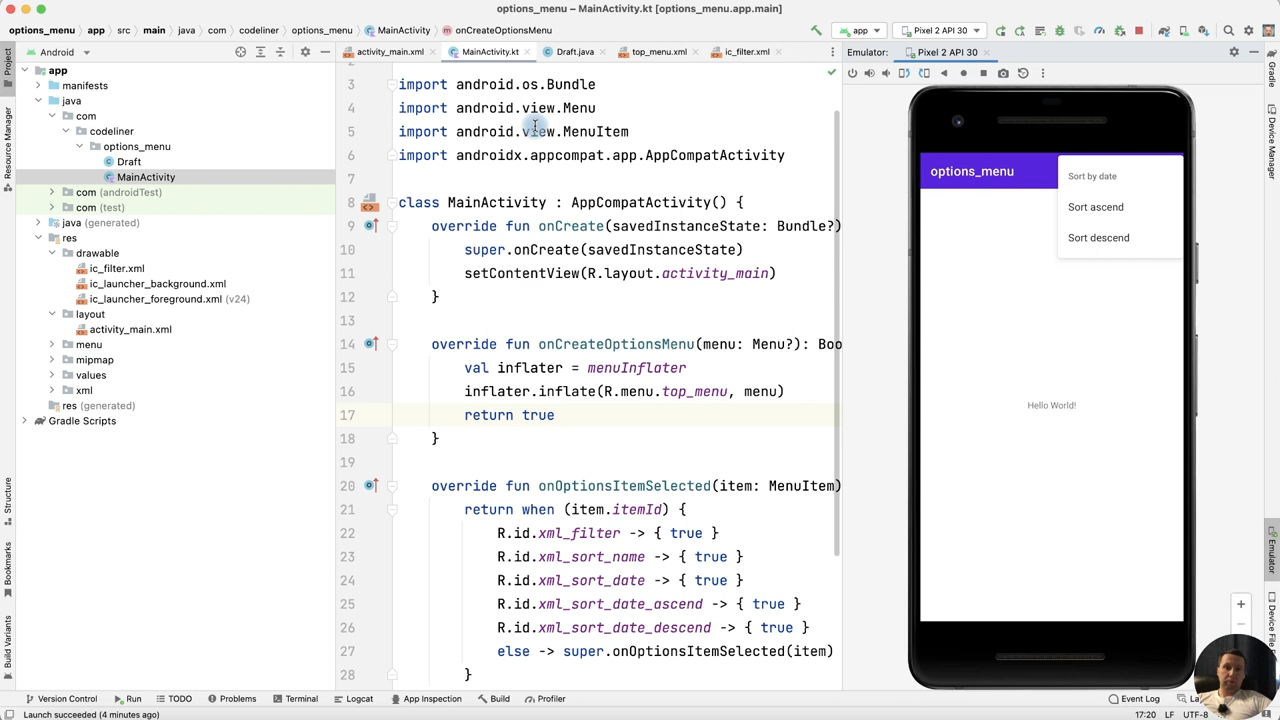 options_menu – MainActivity.kt [options_menu.app.main]
options_menu
app
src
main
java
com
codeliner
options_menu
MainActivity
onCreateOptionsMenu
app
Pixel 2 API 30
Android
activity_main.xml
MainActivity.kt
Draft.java
top_menu.xml
ic_filter.xml
Emulator:
Pixel 2 API 30
Project
Resource Manager
Structure
Bookmarks
Build Variants
app
manifests
java
com
codeliner
options_menu
Draft
MainActivity
com (androidTest)
com (test)
java (generated)
res
drawable
ic_filter.xml
ic_launcher_background.xml
ic_launcher_foreground.xml (v24)
layout
activity_main.xml
menu
mipmap
values
xml
res (generated)
Gradle Scripts
3 import android.os.Bundle
4 import android.view.Menu
5 import android.view.MenuItem
6 import androidx.appcompat.app.AppCompatActivity
7
8 class MainActivity : AppCompatActivity() {
9 override fun onCreate(savedInstanceState: Bundle?)
10 super.onCreate(savedInstanceState)
11 setContentView(R.layout.activity_main)
12 }
13
14 override fun onCreateOptionsMenu(menu: Menu?): Boo
15 val inflater = menuInflater
16 inflater.inflate(R.menu.top_menu, menu)
17 return true
18 }
19
20 override fun onOptionsItemSelected(item: MenuItem)
21 return when (item.itemId) {
22 R.id.xml_filter -> { true }
23 R.id.xml_sort_name -> { true }
24 R.id.xml_sort_date -> { true }
25 R.id.xml_sort_date_ascend -> { true }
26 R.id.xml_sort_date_descend -> { true }
27 else -> super.onOptionsItemSelected(item)
28 }
options_menu
Sort by date
Sort ascend
Sort descend
Hello World!
Gradle
Emulator
Device File
Version Control
Run
TODO
Problems
Terminal
Logcat
App Inspection
Build
Profiler
Event Log
Launch succeeded (4 minutes ago)
17:20
LF
UTF-8